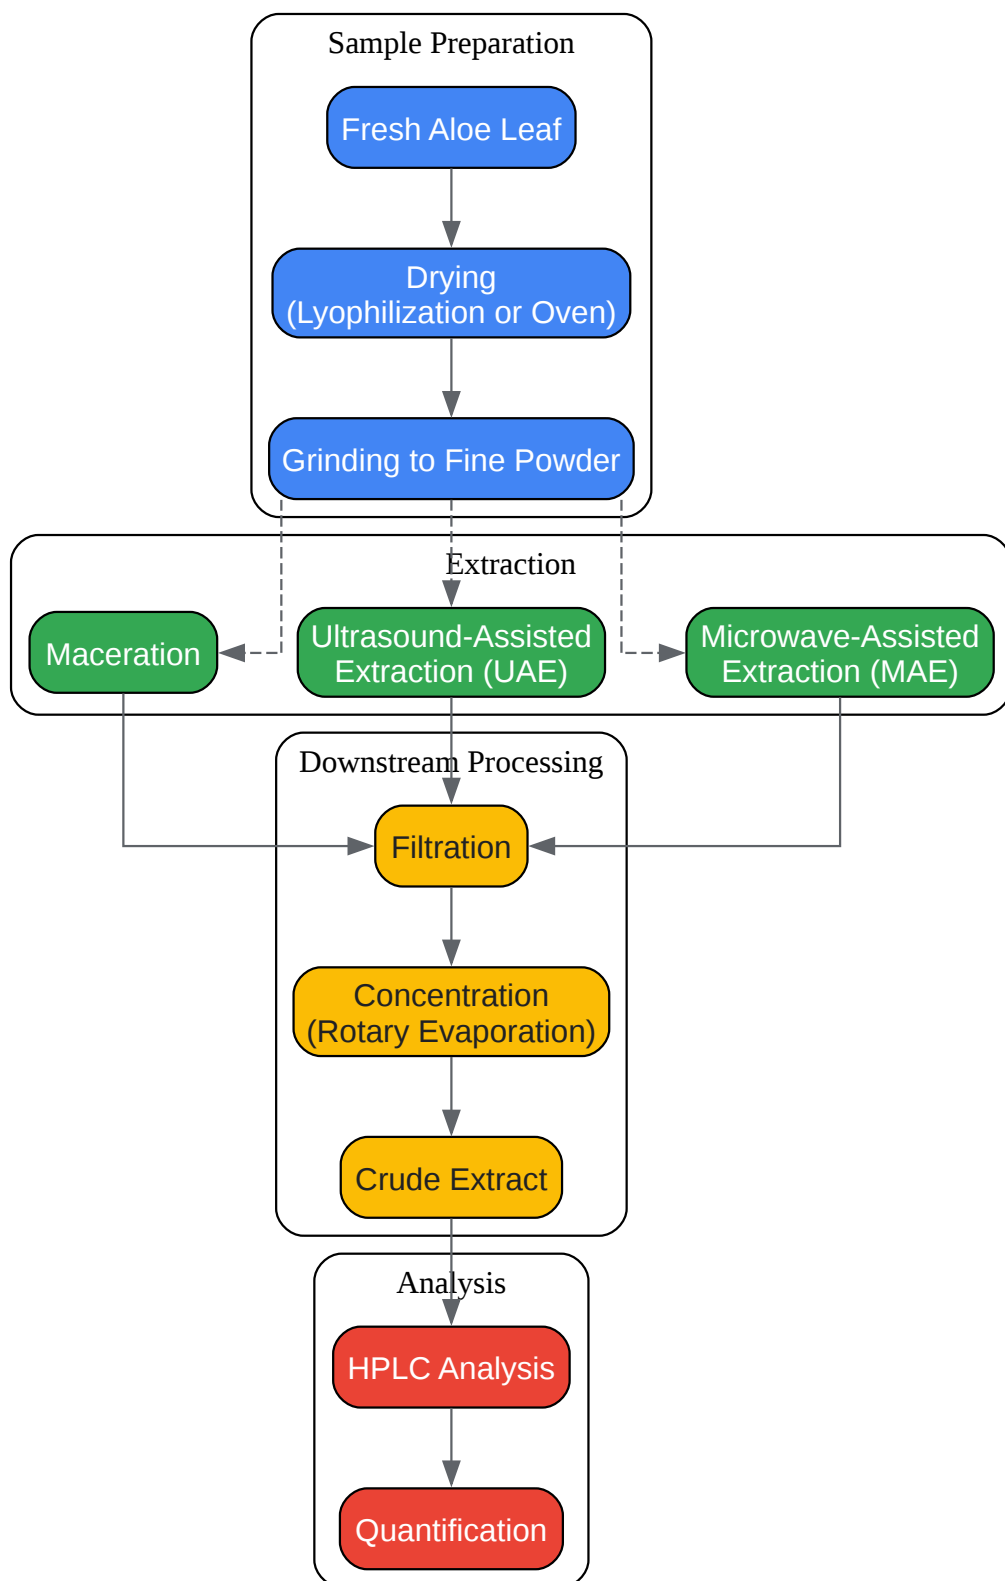 Sample Preparation
Fresh Aloe Leaf
Drying
(Lyophilization or Oven)
Grinding to Fine Powder
Extraction
Maceration
Ultrasound-Assisted
Extraction (UAE)
Microwave-Assisted
Extraction (MAE)
Downstream Processing
Filtration
Concentration
(Rotary Evaporation)
Crude Extract
Analysis
HPLC Analysis
Quantification